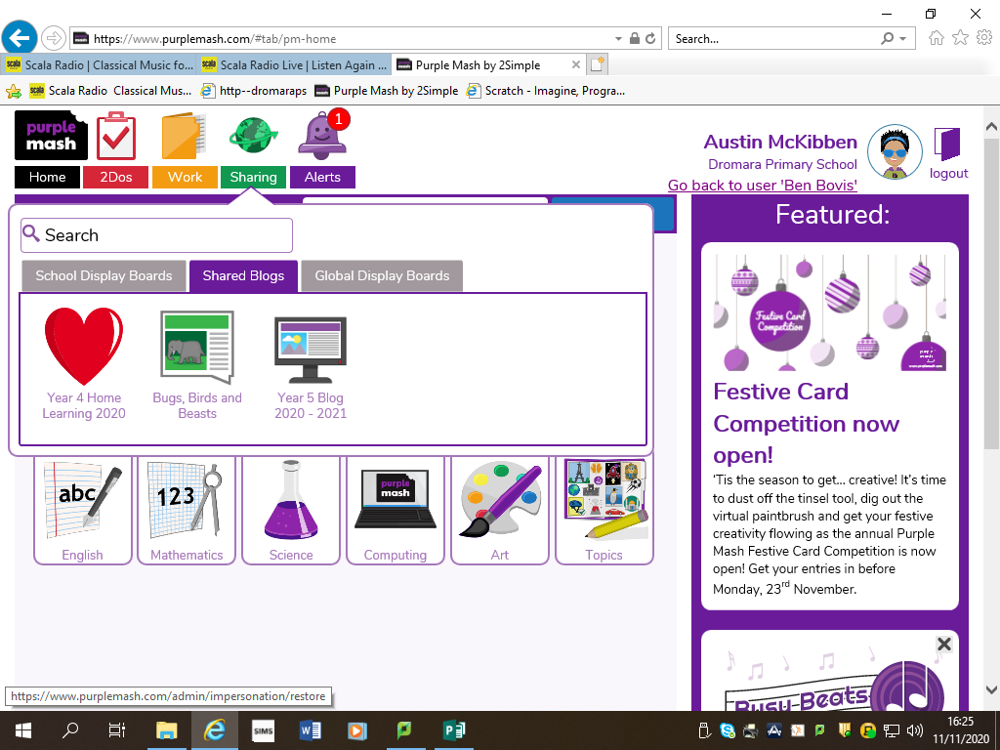 https://www.purplemash.com/#tab/pm-home
Search...
Scala Radio | Classical Music fo...
Scala Radio Live | Listen Again ...
Purple Mash by 2Simple
Scala Radio Classical Mus...
http--dromaraps
Purple Mash by 2Simple
Scratch - Imagine, Progra...
purple
mash
1
Home
2Dos
Work
Sharing
Alerts
Austin McKibben
Dromara Primary School
Go back to user 'Ben Bovis'
logout
Search
School Display Boards
Shared Blogs
Global Display Boards
Year 4 Home
Learning 2020
Bugs, Birds and
Beasts
Year 5 Blog
2020 - 2021
abc
English
123
Mathematics
Science
purple
mash
Computing
Art
Topics
Featured:
Festive Card
Competition
Festive Card
Competition now
open!
‘Tis the season to get... creative! It’s time
to dust off the tinsel tool, dig out the
virtual paintbrush and get your festive
creativity flowing as the annual Purple
Mash Festive Card Competition is now
open! Get your entries in before
Monday, 23rd November.
Busy Beats
https://www.purplemash.com/admin/impersonation/restore
SIMS
16:25
11/11/2020